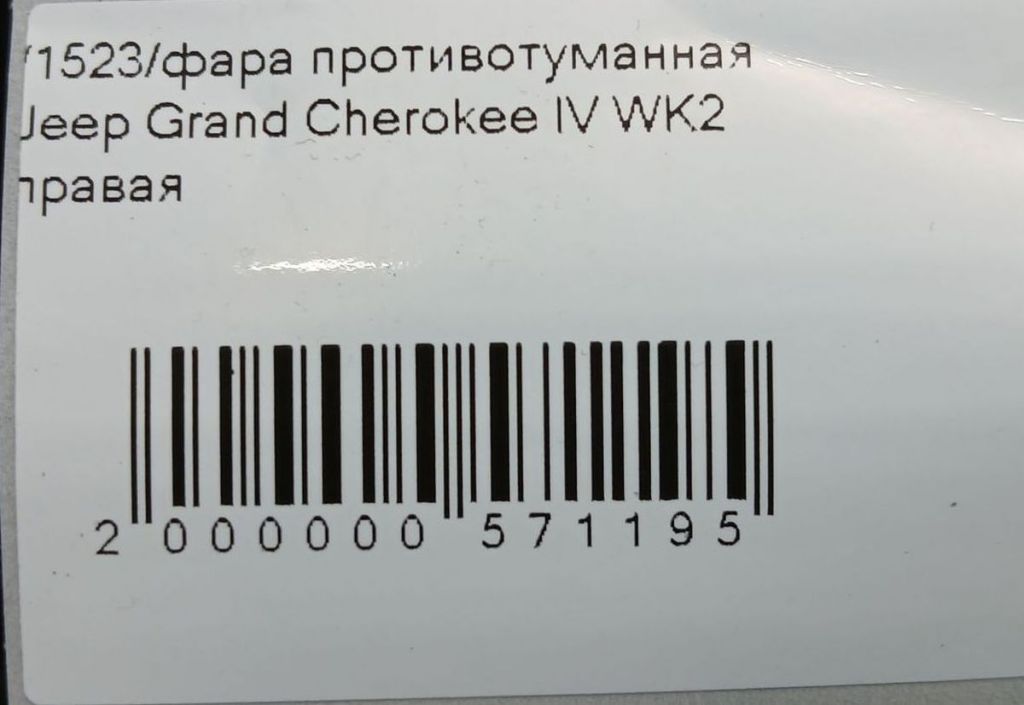 /1523/фара противотуманная
Jeep Grand Cherokee IV WK2
правая
2 000000 571195